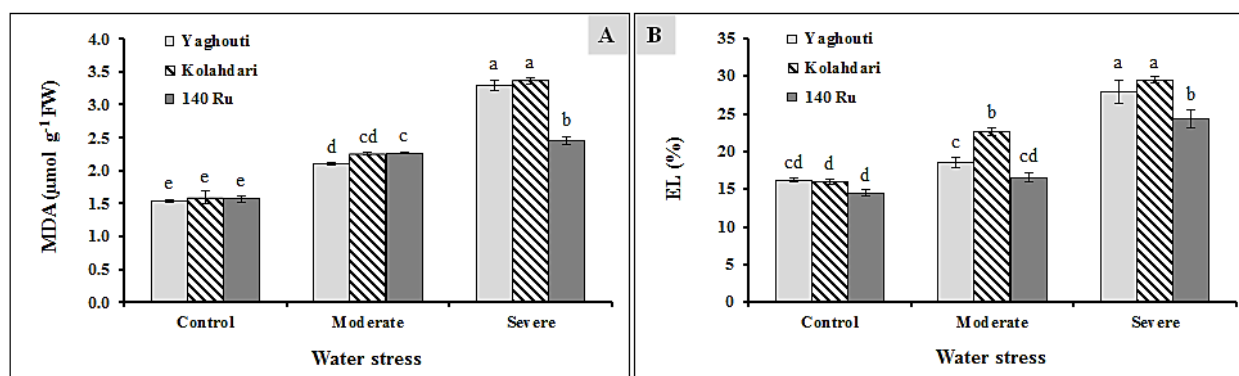 A
MDA (µmol g-1 FW)
4.0
3.5
3.0
2.5
2.0
1.5
1.0
0.5
0.0
Yaghouti
Kolahdari
140 Ru
e e e
d cd c
a a b
Control Moderate Severe
Water stress
B
EL (%)
35
30
25
20
15
10
5
0
Yaghouti
Kolahdari
140 Ru
cd d d
c b cd
a a b
Control Moderate Severe
Water stress